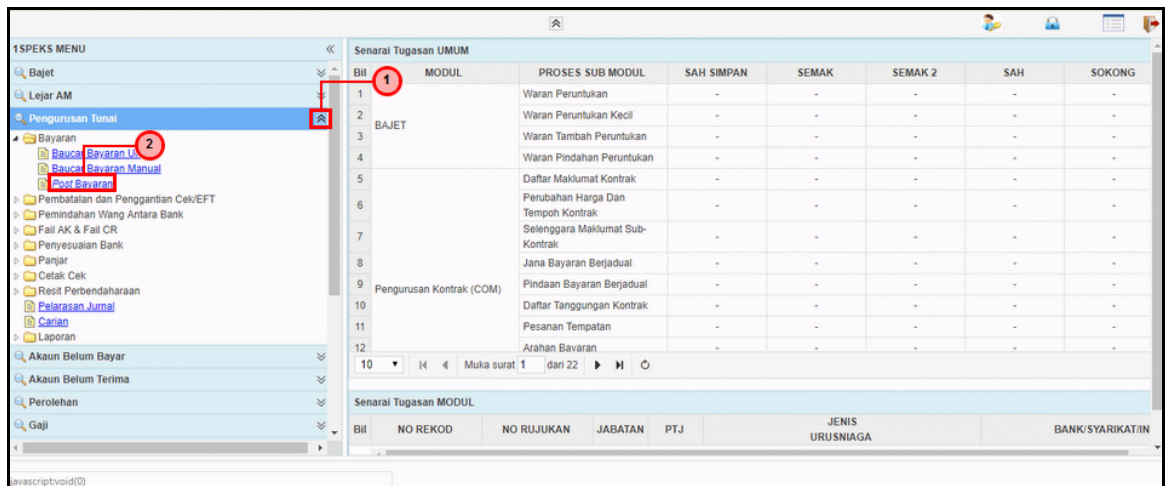 1SPEKS MENU
Bajet
Lejar AM
Pengurusan Tunai
Bayaran
Baucar Bayaran
Baucar Bayaran Manual
Post Bayaran
Pembatalan dan Penggantian Cek/EFT
Pemindahan Wang Antara Bank
Fail AK & Fail CR
Penyesuaian Bank
Panjar
Cetak Cek
Resit Perbendaharaan
Pelarasan Jurnal
Carian
Laporan
Akaun Belum Bayar
Akaun Belum Terima
Perolehan
Gaji
1
2
Senarai Tugasan UMUM
Bil MODUL PROSES SUB MODUL SAH SIMPAN SEMAK SEMAK 2 SAH SOKONG
1 Waran Peruntukan - - - - -
2 BAJET Waran Peruntukan Kecil - - - - -
3 Waran Tambah Peruntukan - - - - -
4 Waran Pindahan Peruntukan - - - - -
5 Daftar Maklumat Kontrak - - - - -
6 Perubahan Harga Dan
Tempoh Kontrak - - - - -
7 Selenggara Maklumat Sub-
Kontrak - - - - -
8 Jana Bayaran Berjadual - - - - -
9 Pengurusan Kontrak (COM) Pindaan Bayaran Berjadual - - - - -
10 Daftar Tanggungan Kontrak - - - - -
11 Pesanan Tempatan - - - - -
12 Arahan Bayaran - - - - -
10 Muka surat 1 dari 22
Senarai Tugasan MODUL
Bil NO REKOD NO RUJUKAN JABATAN PTJ JENIS
URUSNIAGA BANK/SYARIKAT/IN
javascript:void(0)